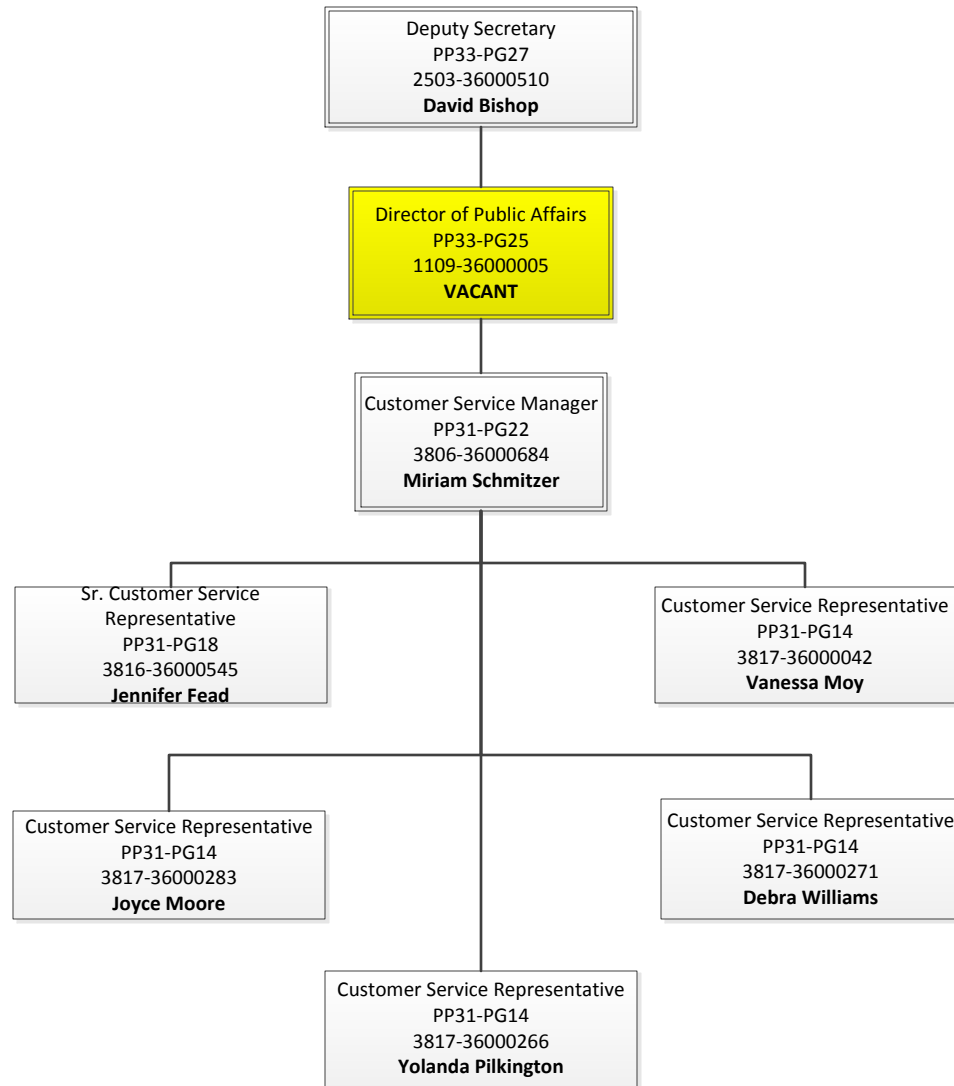 Deputy Secretary
PP33-PG27
2503-36000510
David Bishop
Director of Public Affairs
PP33-PG25
1109-36000005
VACANT
Customer Service Manager
PP31-PG22
3806-36000684
Miriam Schmitzer
Sr. Customer Service
Representative
PP31-PG18
3816-36000545
Jennifer Fead
Customer Service Representative
PP31-PG14
3817-36000042
Vanessa Moy
Customer Service Representative
PP31-PG14
3817-36000283
Joyce Moore
Customer Service Representative
PP31-PG14
3817-36000271
Debra Williams
Customer Service Representative
PP31-PG14
3817-36000266
Yolanda Pilkington